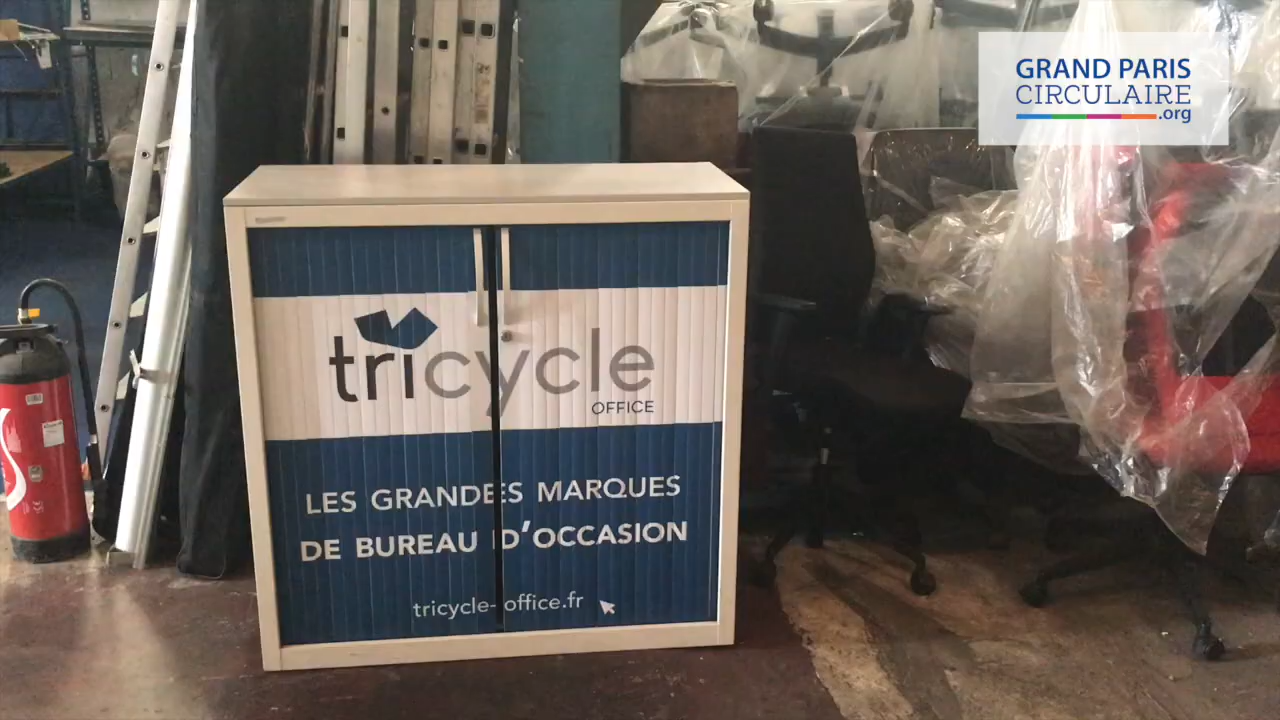 GRAND PARIS
CIRCULAIRE
.org
tricycle
OFFICE
LES GRANDES MARQUES
DE BUREAU D'OCCASION
tricycle-office.fr